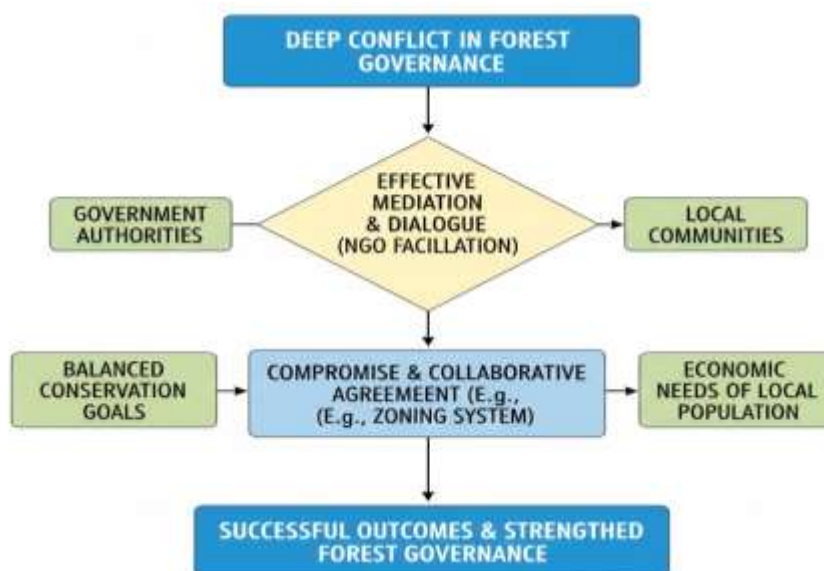 DEEP CONFLICT IN FOREST
GOVERNANCE
EFFECTIVE
MEDIATION
& DIALOGUE
(NGO FACILLATION)
GOVERNMENT
AUTHORITIES
LOCAL
COMMUNITIES
BALANCED
CONSERVATION
GOALS
COMPROMISE & COLLABORATIVE
AGREEMEENT (E.g.,
(E.g., ZONING SYSTEM)
ECONOMIC
NEEDS OF LOCAL
POPULATION
SUCCESSFUL OUTCOMES & STRENGTHED
FOREST GOVERNANCE